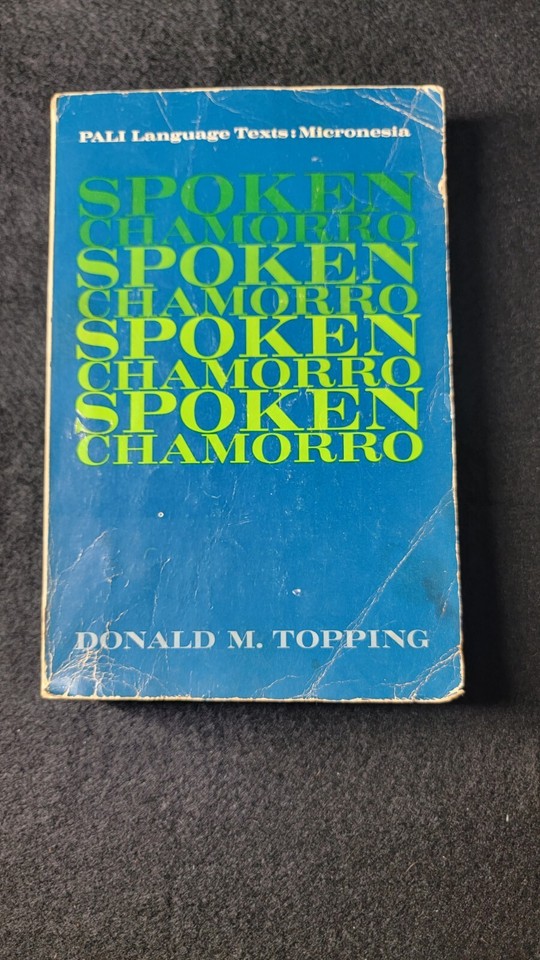 PALI Language Texts: Micronesia
SPOKEN
CHAMORRO
SPOKEN
CHAMORRO
SPOKEN
CHAMORRO
SPOKEN
CHAMORRO
DONALD M. TOPPING